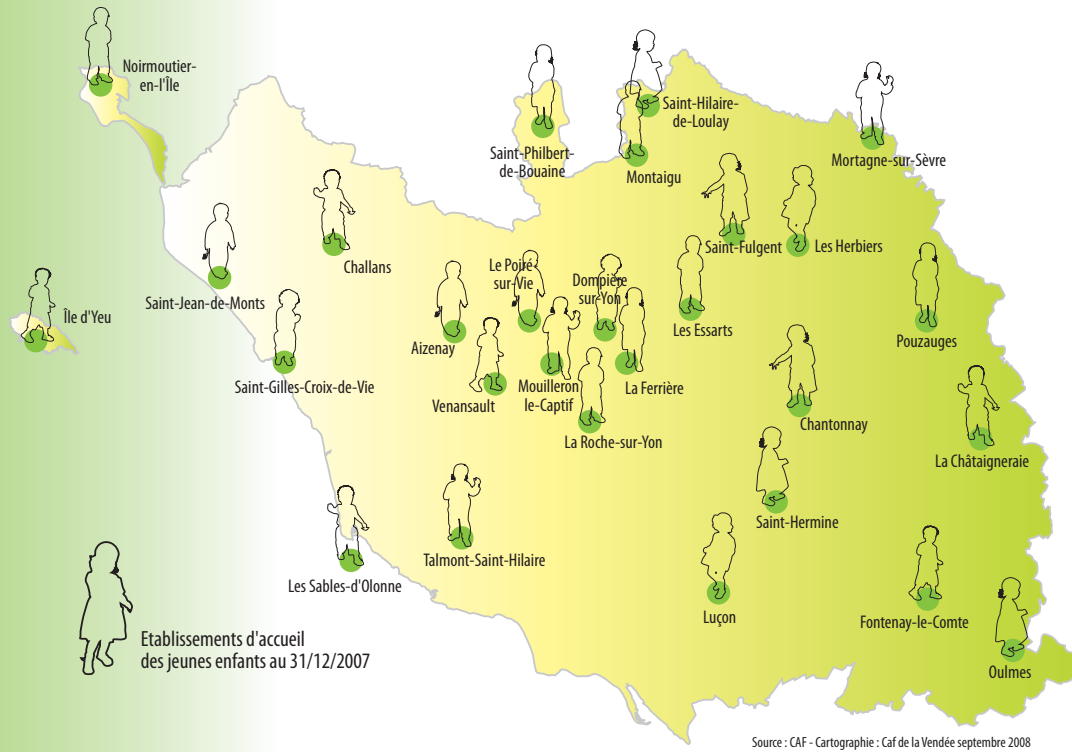 Noirmoutier-
en-l'Île
Saint-Philbert-
de-Bouaine
Saint-Hilaire-
de-Loulay
Montaigu
Mortagne-sur-Sèvre
Saint-Fulgent
Les Herbiers
Challans
Saint-Jean-de-Monts
Île d'Yeu
Le Poiré-
sur-Vie
Dompière
sur-Yon
Les Essarts
Pouzauges
Aizenay
Saint-Gilles-Croix-de-Vie
Venansault
Mouilleron
le-Captif
La Ferrière
La Roche-sur-Yon
Chantonnay
La Châtaigneraie
Saint-Hermine
Talmont-Saint-Hilaire
Les Sables-d'Olonne
Luçon
Fontenay-le-Comte
Oulmes
Etablissements d'accueil
des jeunes enfants au 31/12/2007
Source : CAF - Cartographie : Caf de la Vendée septembre 2008